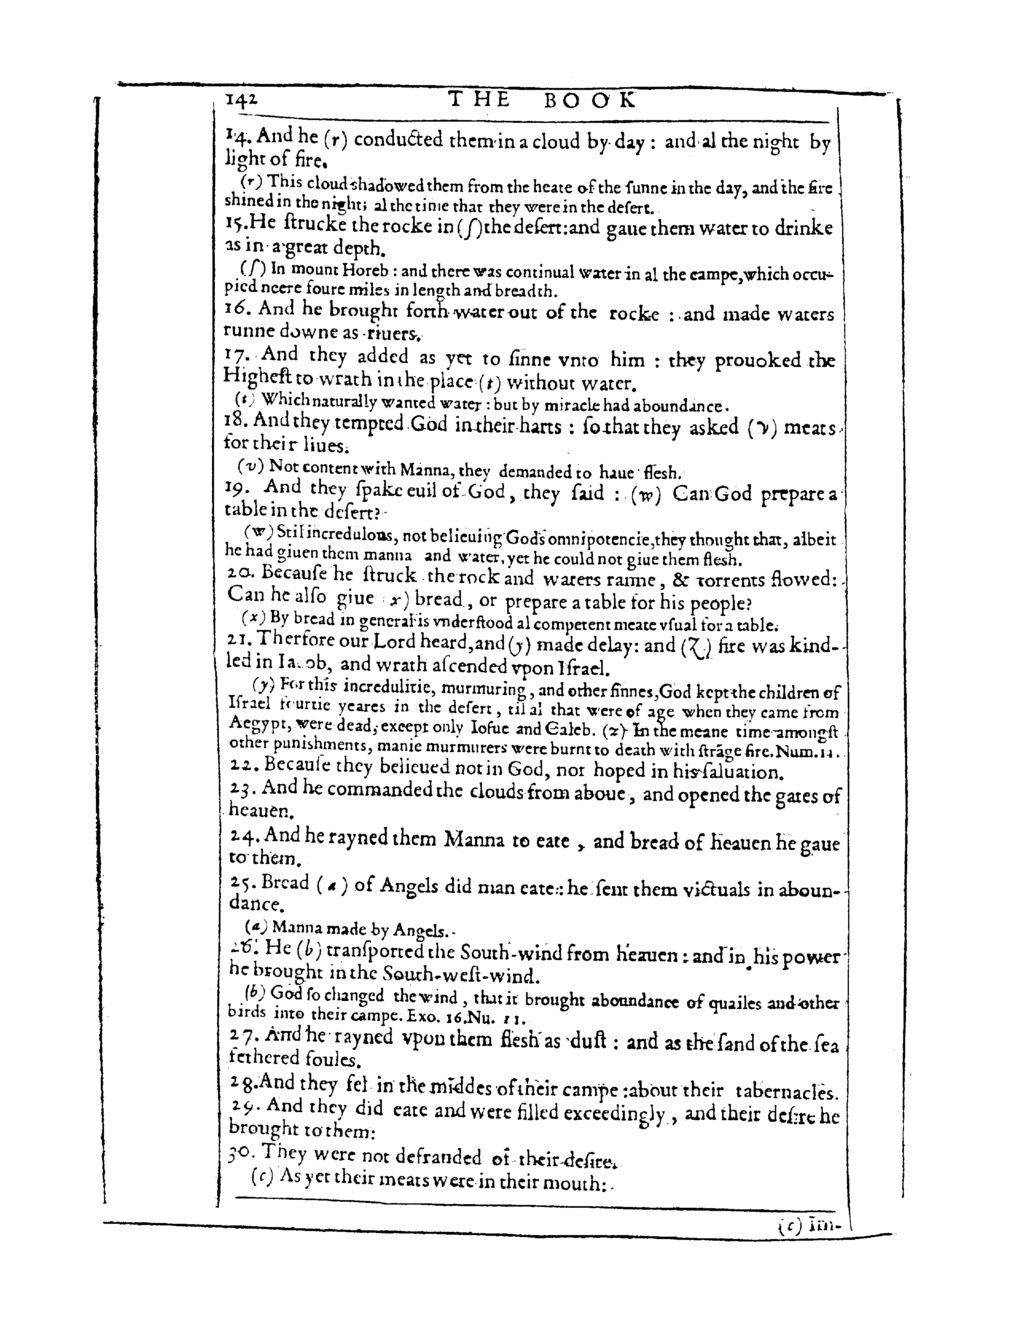 142 THE BOOK
14. And he (r) conducted them in a cloud by day : and al the night by
light of fire.
(r) This cloud shadowed them from the heate of the sunne in the day, and the fire
shined in the night; al the time that they were in the desert.
15. He ſtrucke the rocke in (ſ) the deſert: and gaue them water to drinke
as in a great depth.
(ſ) In mount Horeb : and there was continual water in al the campe, which occu-
pied neere foure miles in length and breadth.
16. And he brought forth water out of the rocke : and made waters
runne downe as riuers.
17. And they added as yet to ſinne vnto him : they prouoked the
Higheſt to wrath in the place (t) without water.
(t) Which naturally wanted water : but by miracle had aboundance.
18. And they tempted God in their harts : ſo that they asked (v) meats
for their liues.
(v) Not content with Manna, they demanded to haue flesh.
19. And they ſpake euil of God, they ſaid : (w) Can God prepare a
table in the deſert?
(w) Stil incredulous, not belieuing Gods omnipotencie, they thought that, albeit
he had giuen them manna and water, yet he could not giue them flesh.
20. Becauſe he ſtruck the rock and waters ranne, & torrents flowed:
Can he alſo giue x) bread, or prepare a table for his people?
(x) By bread in general is vnderſtood al competent meate vſual for a table.
21. Therfore our Lord heard, and (y) made delay: and (z) fire was kind-
led in Iacob, and wrath aſcended vpon Iſrael.
(y) For this incredulitie, murmuring, and other ſinnes, God kept the children of
Iſrael fourtie yeares in the deſert, til al that were of age when they came from
Aegypt, were dead, except only Ioſue and Caleb. (z) In the meane time amongſt
other punishments, manie murmurers were burnt to death with ſtrãge fire. Num. 11.
22. Becauſe they belieued not in God, nor hoped in his ſaluation.
23. And he commanded the clouds from aboue, and opened the gates of
heauen.
24. And he rayned them Manna to eate, and bread of heauen he gaue
to them.
25. Bread (a) of Angels did man eate: he ſent them victuals in aboun-
dance.
(a) Manna made by Angels.
26. He (b) tranſported the South-wind from heauen : and in his power
he brought in the South-weſt-wind.
(b) God ſo changed the wind, that it brought aboundance of quailes and other
birds into their campe. Exo. 16. Nu. 11.
27. And he rayned vpon them flesh as duſt : and as the ſand of the ſea
fethered foules.
28. And they fel in the middes of their campe : about their tabernacles.
29. And they did eate and were filled exceedingly, and their deſire he
brought to them:
30. They were not defrauded of their deſire.
(c) As yet their meats were in their mouth:
(c) Im-